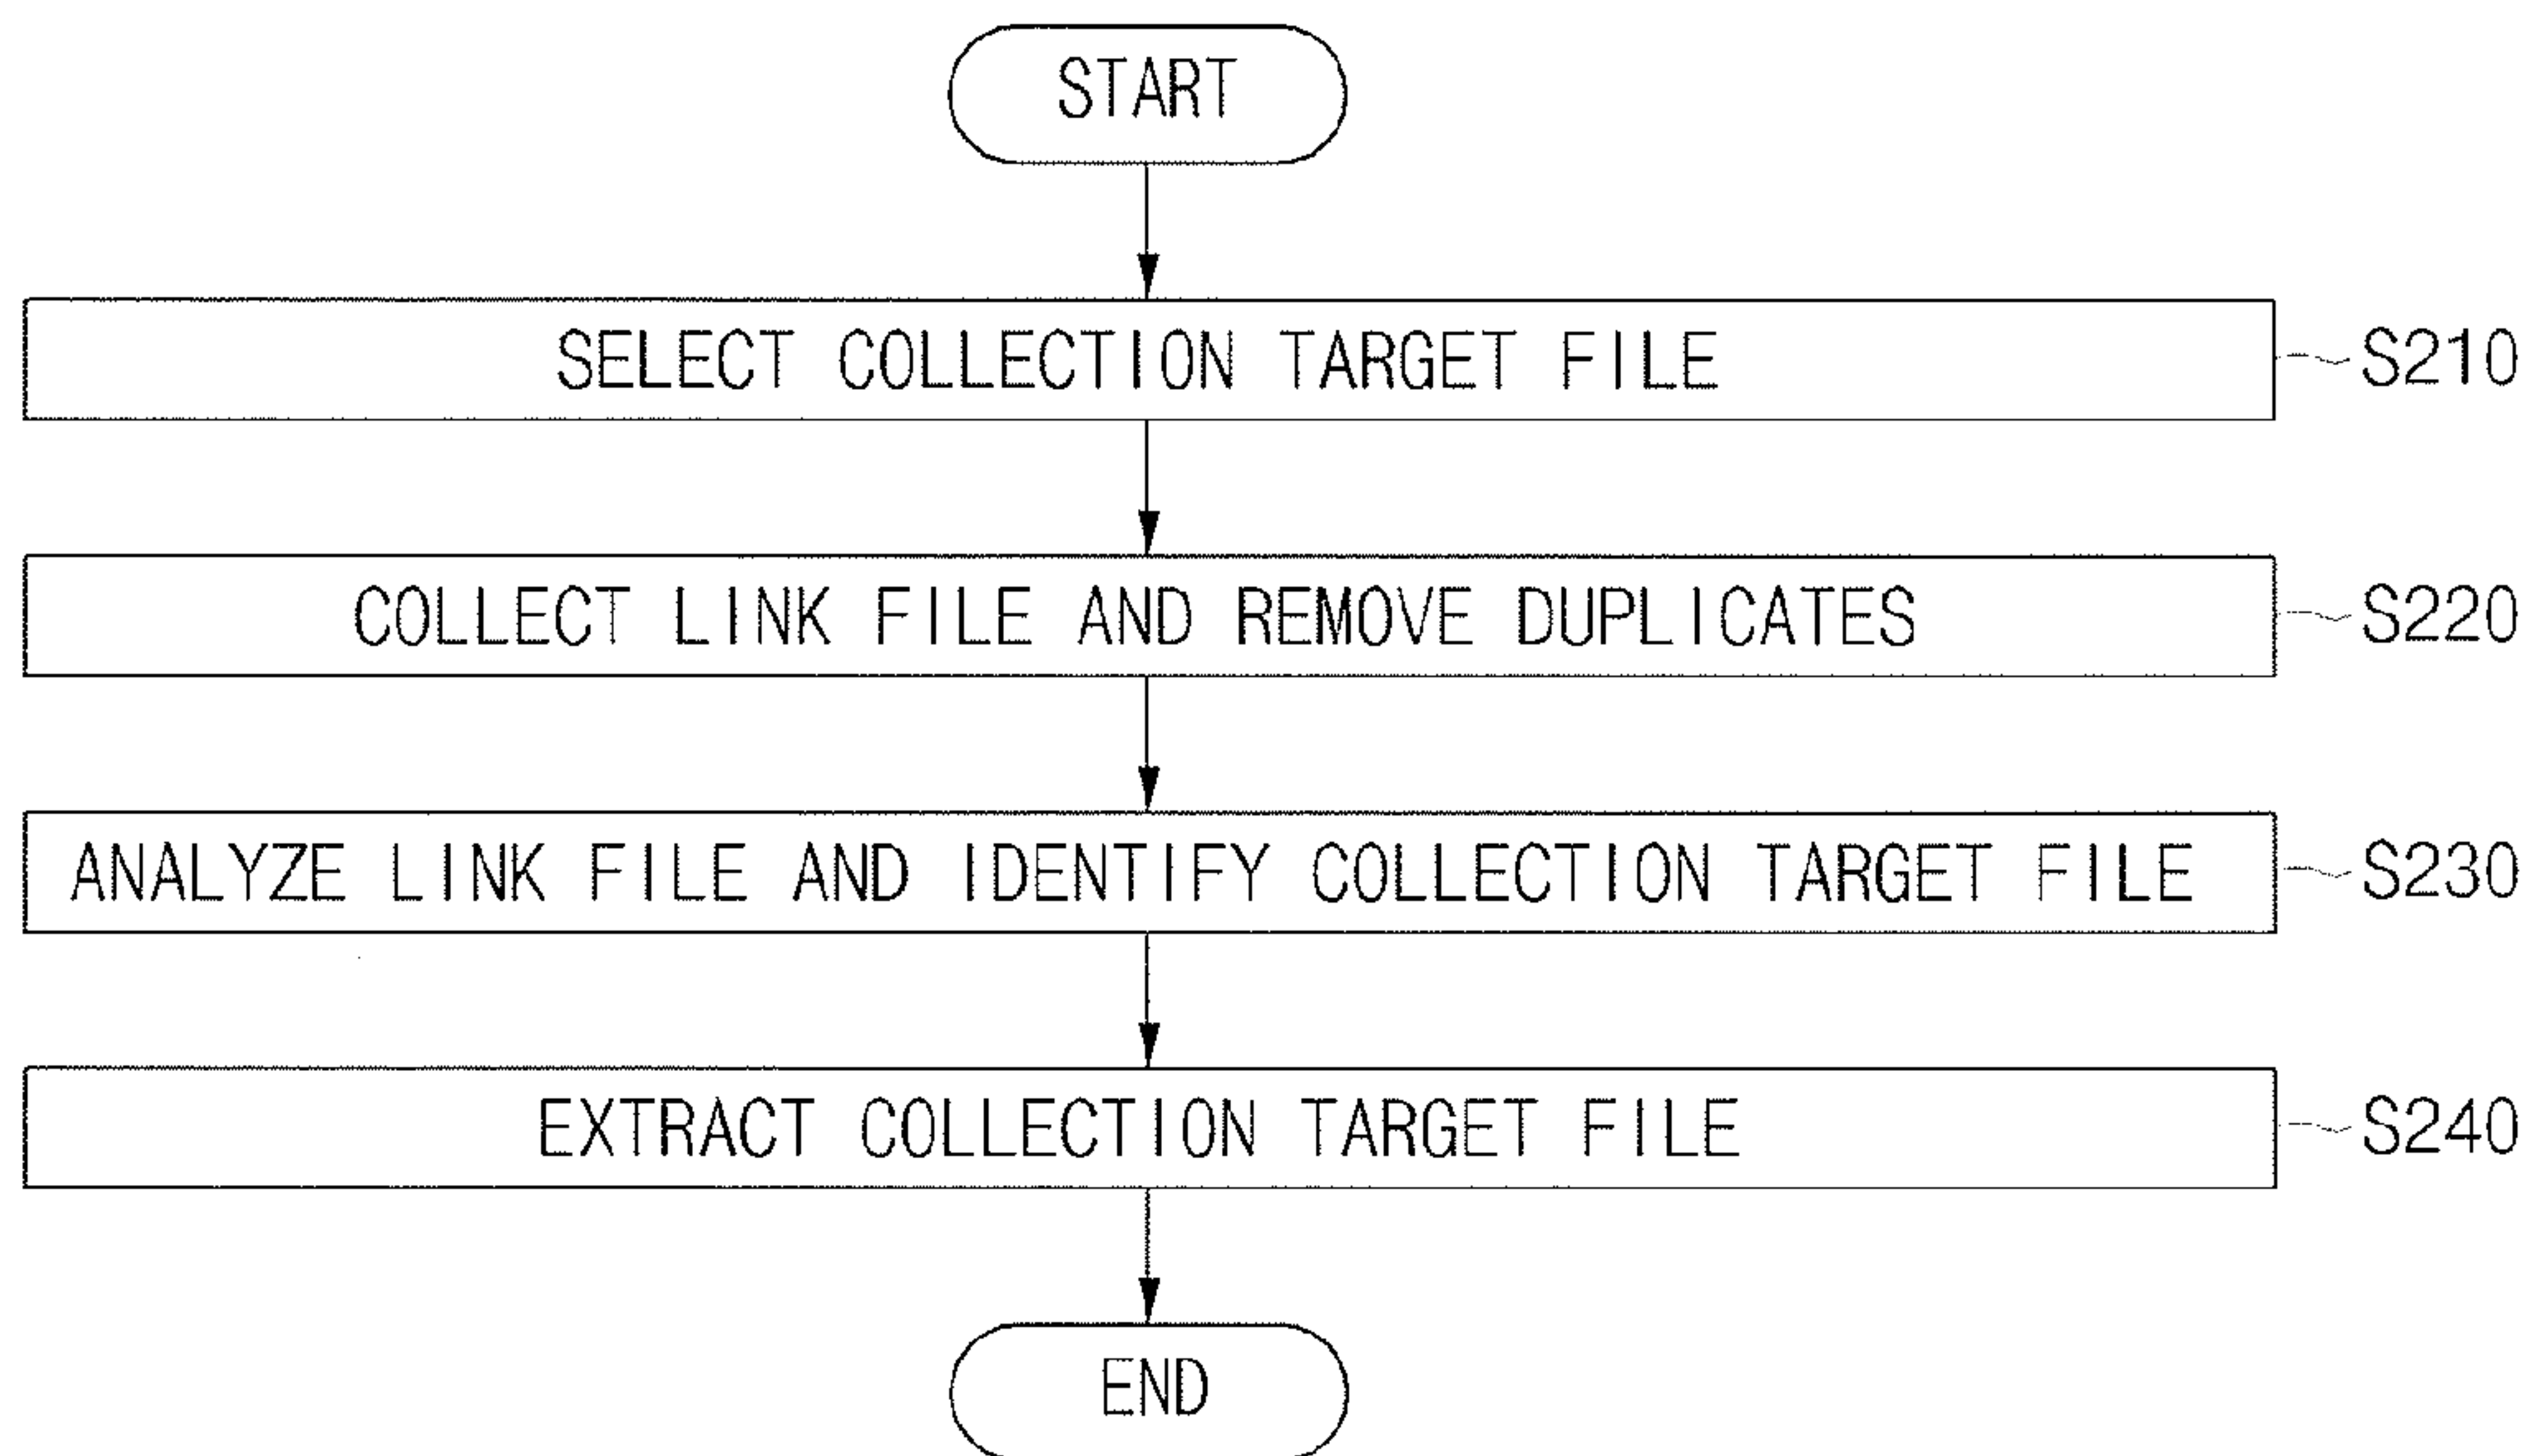 START
SELECT COLLECTION TARGET FILE S210
COLLECT LINK FILE AND REMOVE DUPLICATES S220
ANALYZE LINK FILE AND IDENTIFY COLLECTION TARGET FILE S230
EXTRACT COLLECTION TARGET FILE S240
END